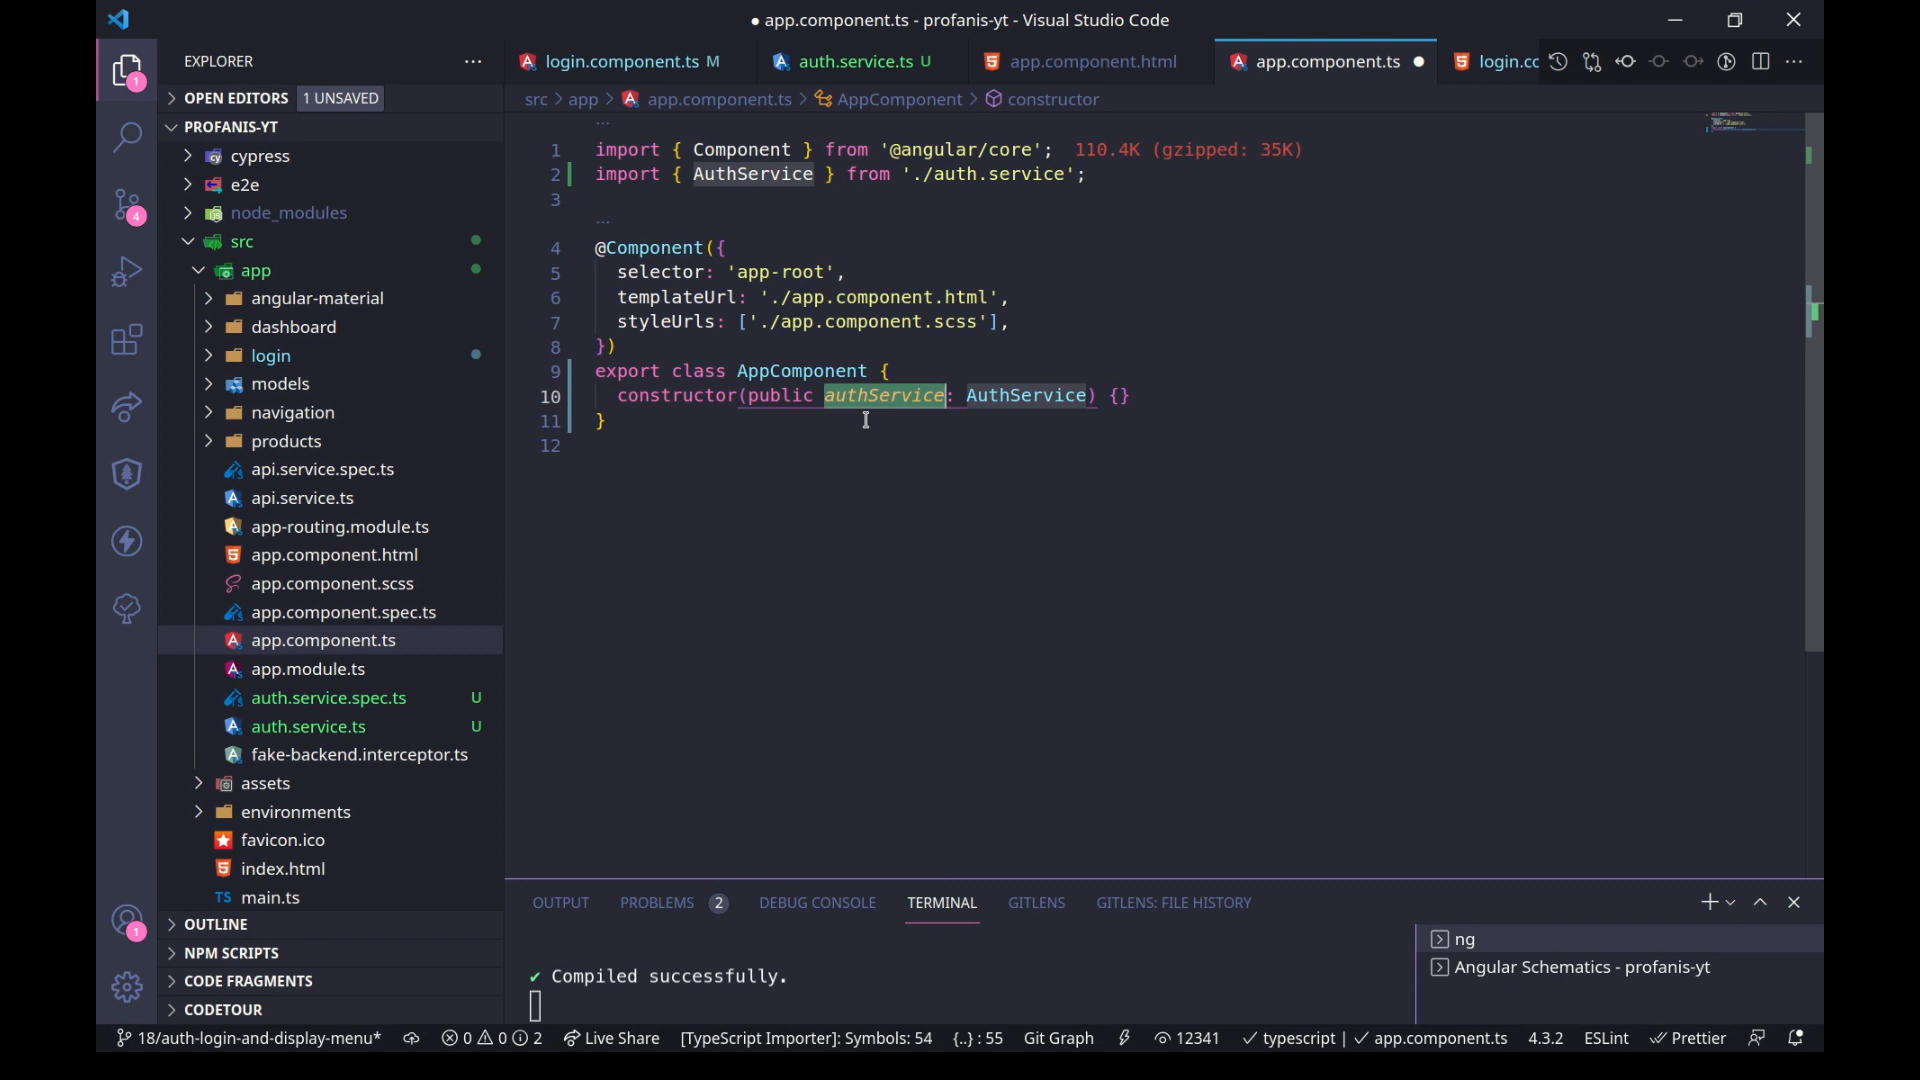 ● app.component.ts - profanis-yt - Visual Studio Code
EXPLORER
login.component.ts M
auth.service.ts U
app.component.html
app.component.ts ●
login.cc
OPEN EDITORS 1 UNSAVED
src > app > app.component.ts > AppComponent > constructor
PROFANIS-YT
cypress
e2e
node_modules
src
app
angular-material
dashboard
login
models
navigation
products
api.service.spec.ts
api.service.ts
app-routing.module.ts
app.component.html
app.component.scss
app.component.spec.ts
app.component.ts
app.module.ts
auth.service.spec.ts U
auth.service.ts U
fake-backend.interceptor.ts
assets
environments
favicon.ico
index.html
TS main.ts
OUTLINE
NPM SCRIPTS
CODE FRAGMENTS
CODETOUR
1 import { Component } from '@angular/core'; 110.4K (gzipped: 35K)
2 import { AuthService } from './auth.service';
3
4 @Component({
5 selector: 'app-root',
6 templateUrl: './app.component.html',
7 styleUrls: ['./app.component.scss'],
8 })
9 export class AppComponent {
10 constructor(public authService: AuthService) {}
11 }
12
OUTPUT PROBLEMS 2 DEBUG CONSOLE TERMINAL GITLENS GITLENS: FILE HISTORY
✔ Compiled successfully.
ng
Angular Schematics - profanis-yt
18/auth-login-and-display-menu* 0 0 2 Live Share [TypeScript Importer]: Symbols: 54 {..} : 55 Git Graph 12341 ✓ typescript | ✓ app.component.ts 4.3.2 ESLint Prettier